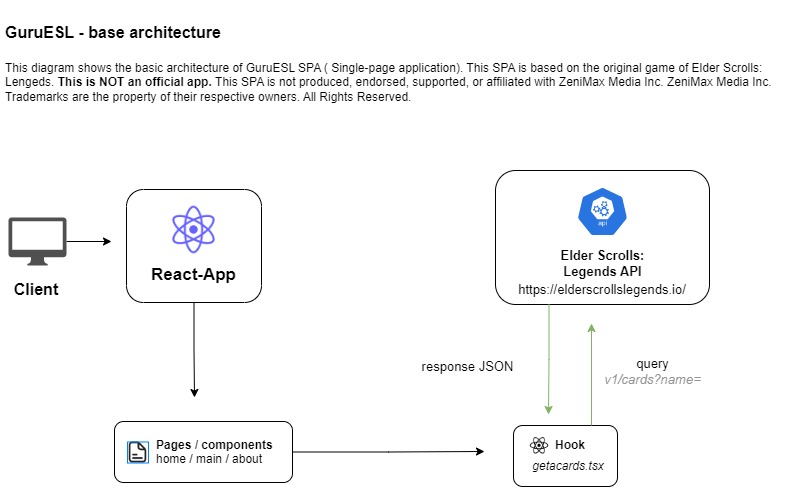 GuruESL - base architecture
This diagram shows the basic architecture of GuruESL SPA ( Single-page application). This SPA is based on the original game of Elder Scrolls:
Lengeds. This is NOT an official app. This SPA is not produced, endorsed, supported, or affiliated with ZeniMax Media Inc. ZeniMax Media Inc.
Trademarks are the property of their respective owners. All Rights Reserved.
Client
React-App
api
Elder Scrolls:
Legends API
https://elderscrollslegends.io/
response JSON
query
v1/cards?name=
Pages / components
home / main / about
Hook
getacards.tsx